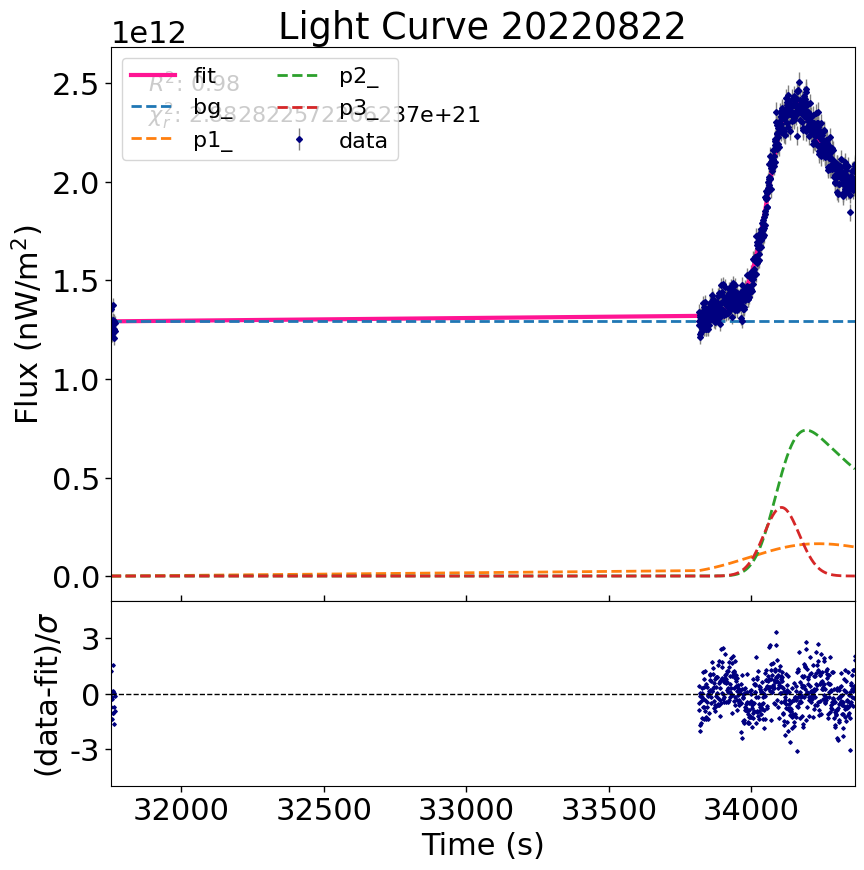 Light Curve 20220822
1e12
fit
bg_
p1_
p2_
p3_
data
R²: 0.98
χ²ᵣ:
2.5
2.0
1.5
1.0
0.5
0.0
Flux (nW/m²)
3
0
-3
(data-fit)/σ
32000 32500 33000 33500 34000
Time (s)